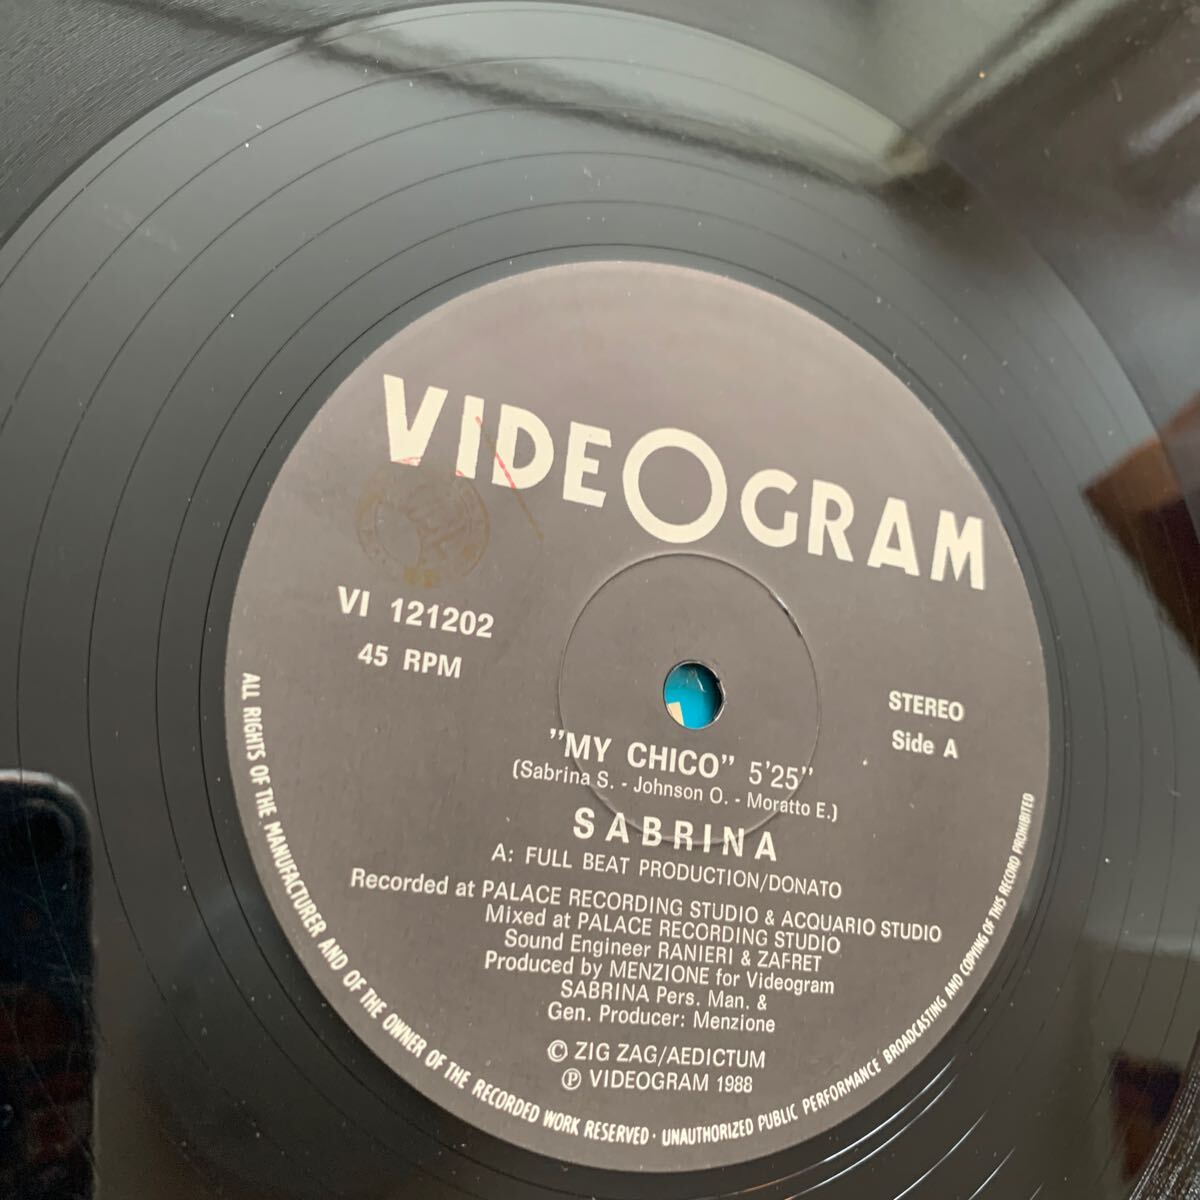 VIDEOGRAM
VI 121202
45 RPM
STEREO
Side A
"MY CHICO" 5'25"
(Sabrina S. - Johnson O. - Moratto E.)
SABRINA
A: FULL BEAT PRODUCTION/DONATO
Recorded at PALACE RECORDING STUDIO & ACQUARIO STUDIO
Mixed at PALACE RECORDING STUDIO
Sound Engineer RANIERI & ZAFRET
Produced by MENZIONE for Videogram
SABRINA Pers. Man. &
Gen. Producer: Menzione
© ZIG ZAG/AEDICTUM
℗ VIDEOGRAM 1988
ALL RIGHTS OF THE MANUFACTURER AND OF THE OWNER OF THE RECORDED WORK RESERVED · UNAUTHORIZED PUBLIC PERFORMANCE BROADCASTING AND COPYING OF THIS RECORD PROHIBITED